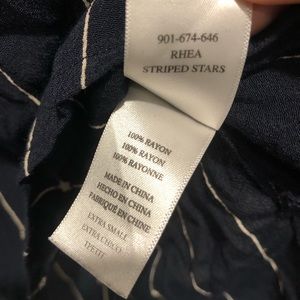 901-674-646
RHEA
STRIPED STARS
100% RAYON
100% RAYON
100% RAYONNE
MADE IN CHINA
HECHO EN CHINA
FABRIQUÉ EN CHINE
EXTRA SMALL
EXTRA CHICO
TPETIT